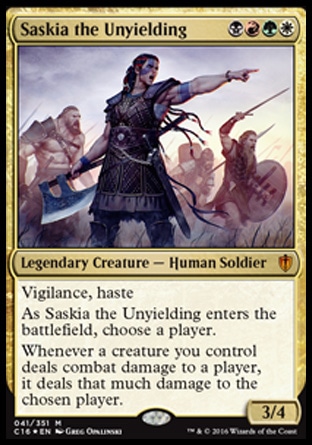 Saskia the Unyielding
Legendary Creature — Human Soldier
Vigilance, haste
As Saskia the Unyielding enters the
battlefield, choose a player.
Whenever a creature you control
deals combat damage to a player,
it deals that much damage to the
chosen player.
3/4
041/351 M
C16 ★ EN Greg Opalinski
™ & © 2016 Wizards of the Coast